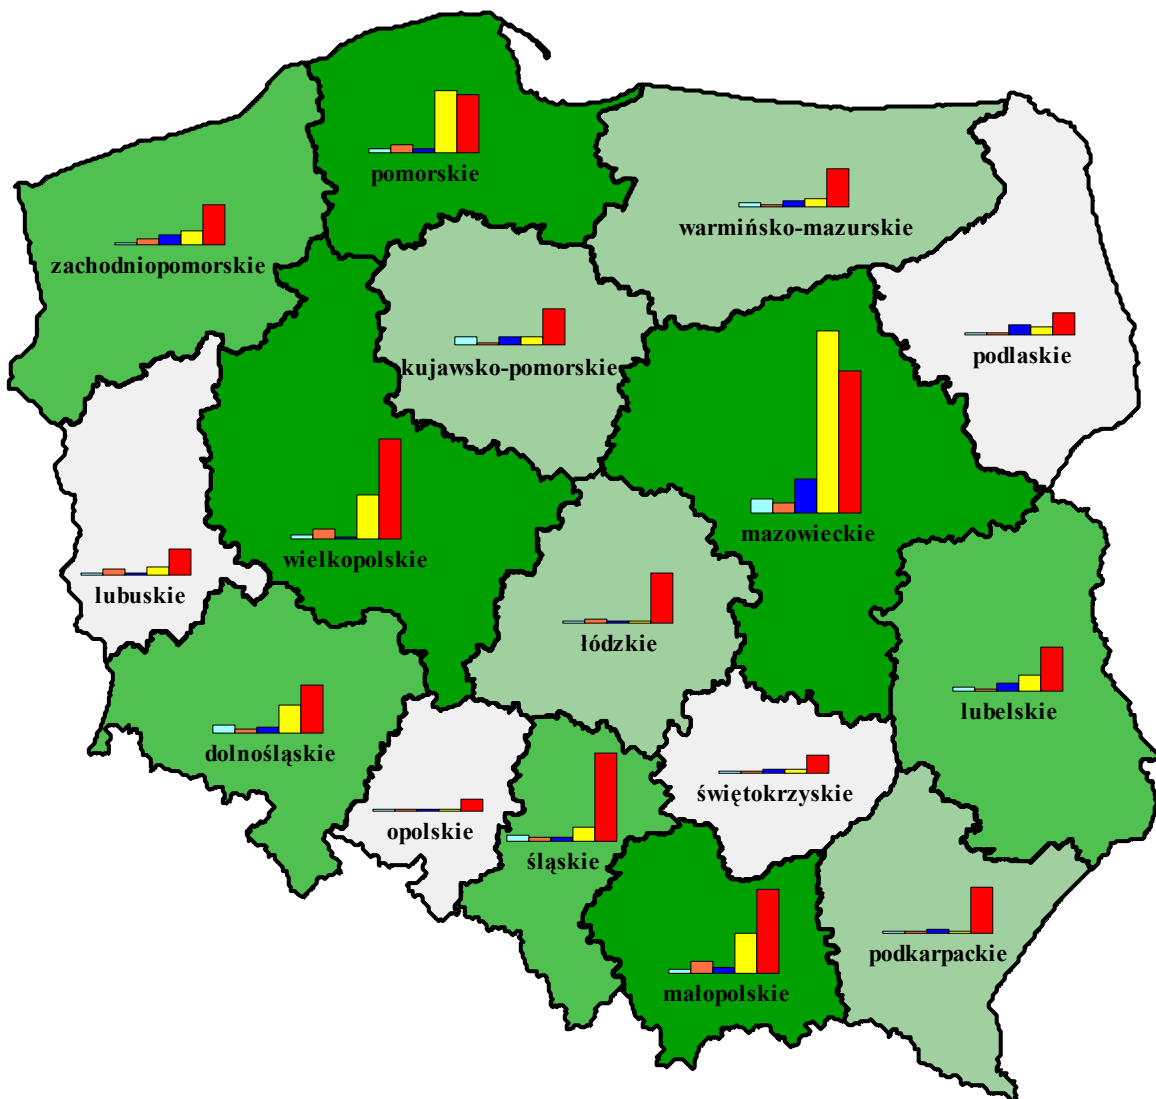 pomorskie
warmińsko-mazurskie
zachodniopomorskie
podlaskie
kujawsko-pomorskie
mazowieckie
wielkopolskie
lubuskie
łódzkie
lubelskie
dolnośląskie
świętokrzyskie
opolskie
śląskie
podkarpackie
małopolskie